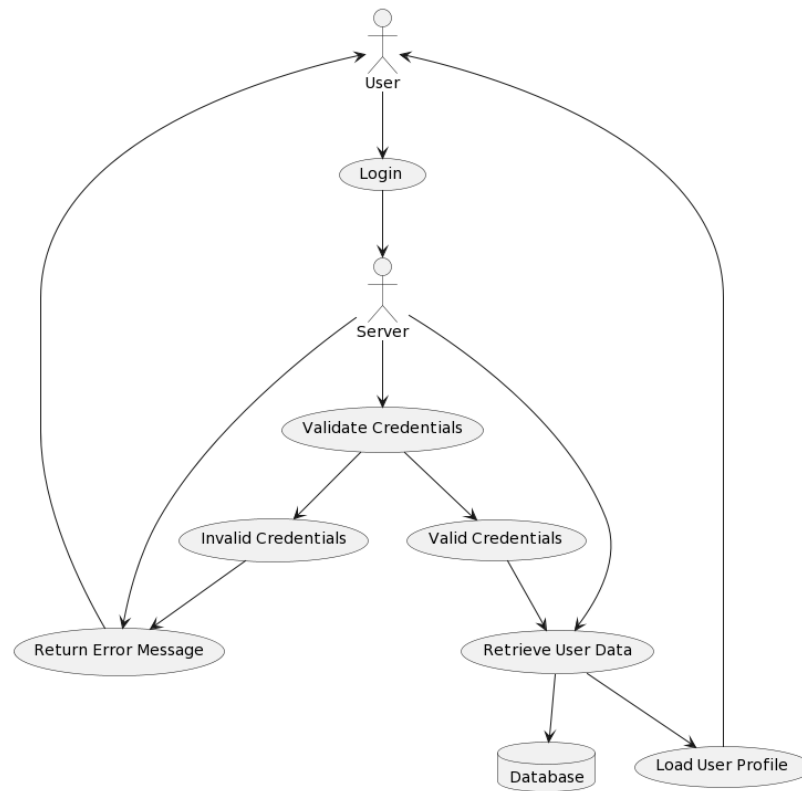 User
Login
Server
Validate Credentials
Invalid Credentials
Valid Credentials
Return Error Message
Retrieve User Data
Database
Load User Profile